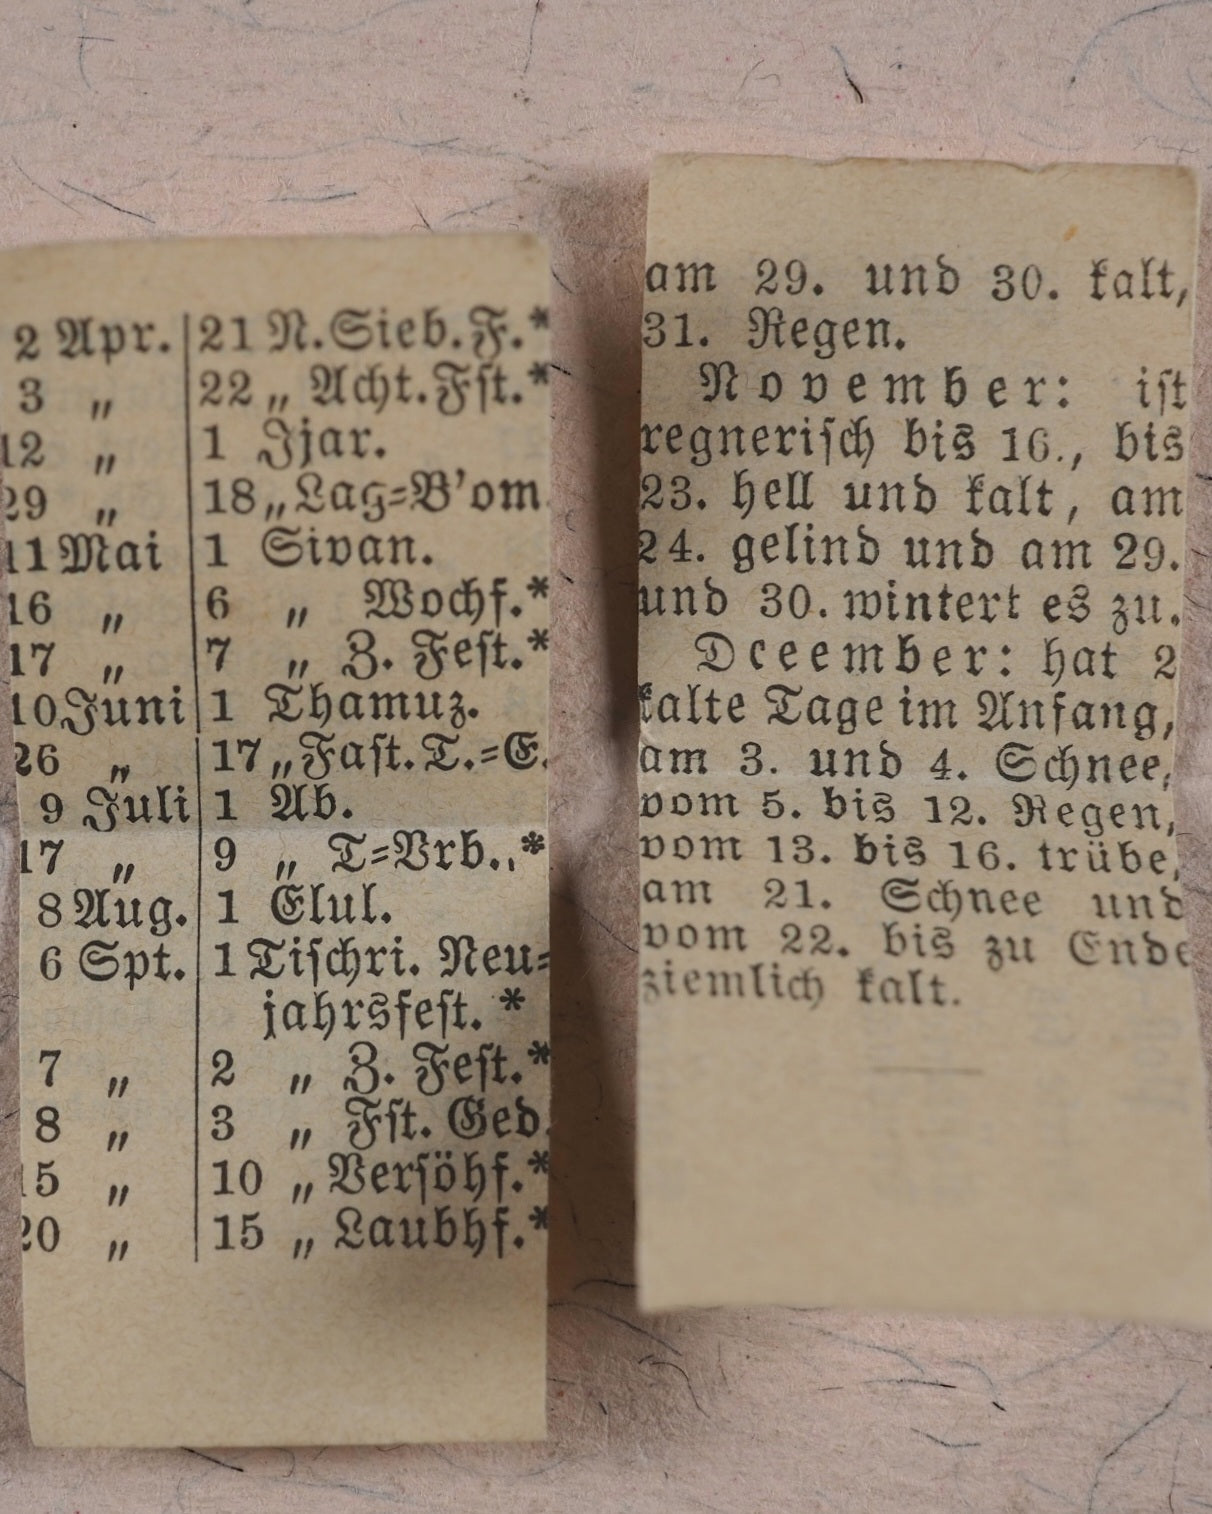 2 Apr. 21 N. Sieb. F.*
3 „ 22 „ Acht. Fſt.*
12 „ 1 Ijar.
29 „ 18 „ Lag=B'om
11 Mai 1 Sivan.
16 „ 6 „ Wochf.*
17 „ 7 „ Z. Feſt.*
10 Juni 1 Thamuz.
26 „ 17 „ Faſt. T.=E.
9 Juli 1 Ab.
17 „ 9 „ T=Vrb..*
8 Aug. 1 Elul.
6 Spt. 1 Tiſchri. Neu=
jahrsfeſt. *
7 „ 2 „ Z. Feſt.*
8 „ 3 „ Fſt. Ged.
15 „ 10 „ Verſöhf.*
20 „ 15 „ Laubhf.*
am 29. und 30. kalt,
31. Regen.
November: iſt
regneriſch bis 16., bis
23. hell und kalt, am
24. gelind und am 29.
und 30. wintert es zu.
Dceember: hat 2
kalte Tage im Anfang,
am 3. und 4. Schnee,
vom 5. bis 12. Regen,
vom 13. bis 16. trübe,
am 21. Schnee und
vom 22. bis zu Ende
ziemlich kalt.